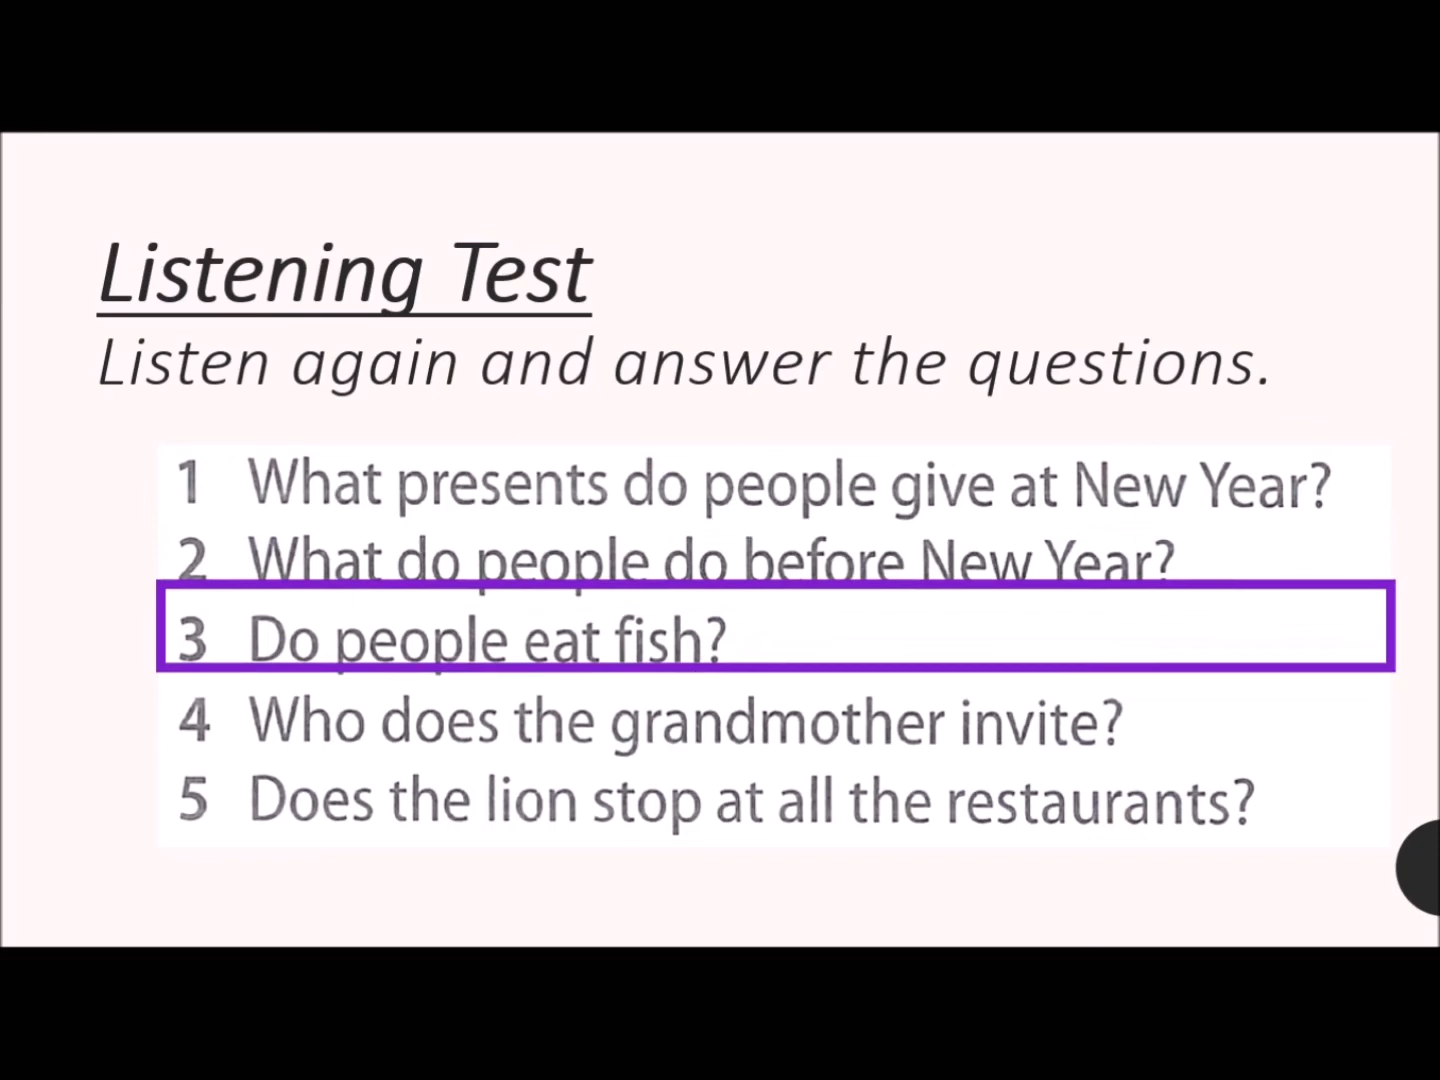 Listening Test
Listen again and answer the questions.
1 What presents do people give at New Year?
2 What do people do before New Year?
3 Do people eat fish?
4 Who does the grandmother invite?
5 Does the lion stop at all the restaurants?